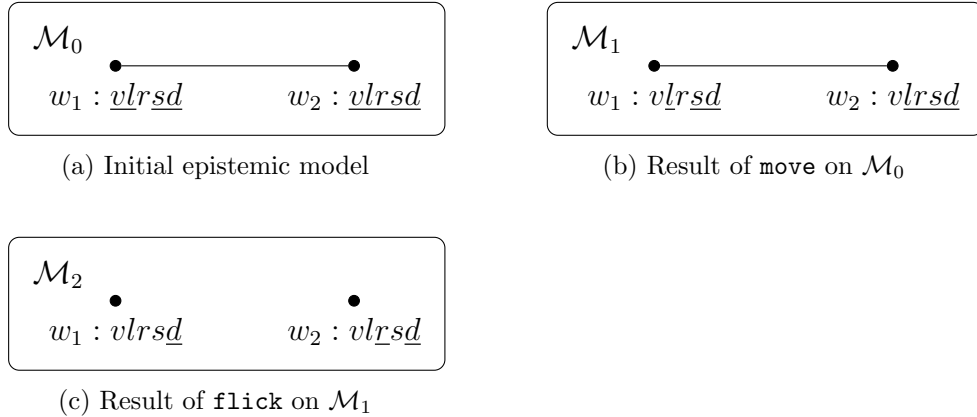 ℳ₀
w₁ : vlrsd
w₂ : vlrsd
(a) Initial epistemic model
ℳ₁
w₁ : vlrsd
w₂ : vlrsd
(b) Result of move on ℳ₀
ℳ₂
w₁ : vlrsd
w₂ : vlrsd
(c) Result of flick on ℳ₁